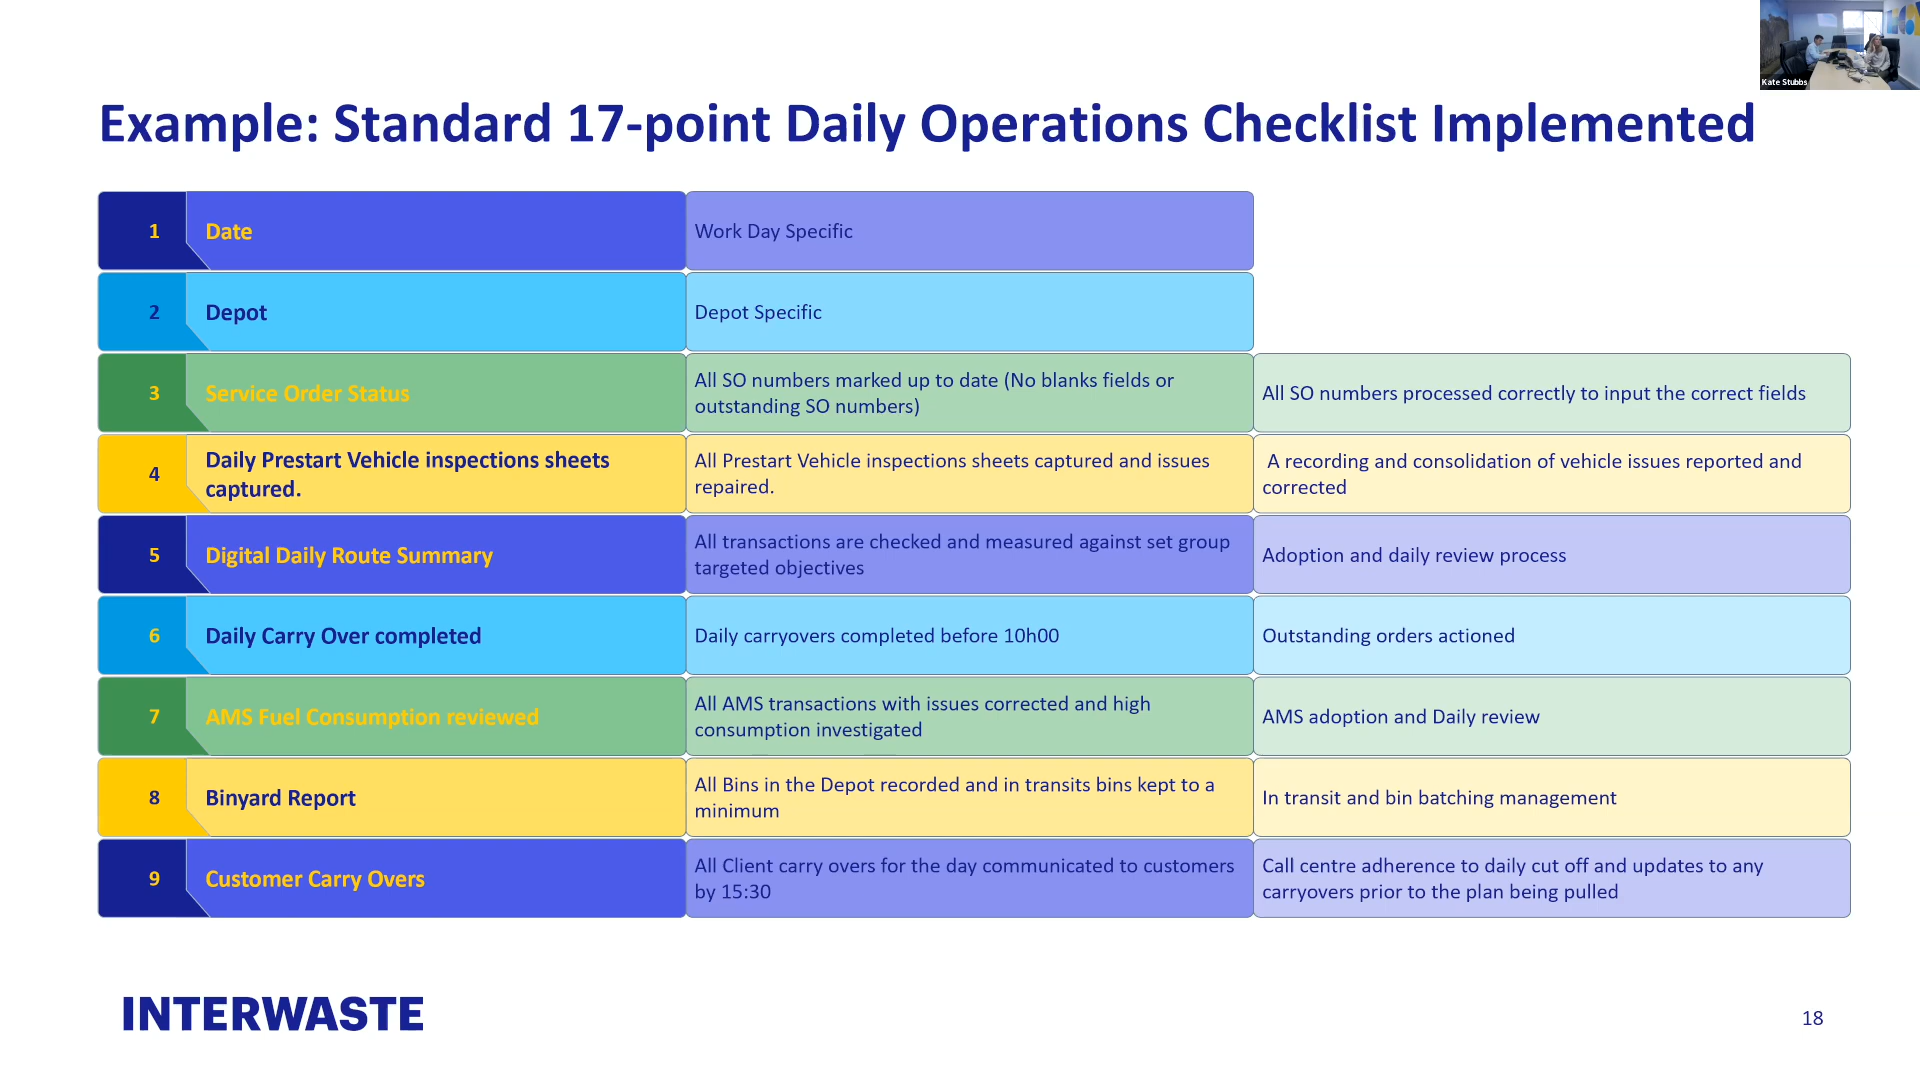 Kate Stubbs
Example: Standard 17-point Daily Operations Checklist Implemented
1
Date
Work Day Specific
2
Depot
Depot Specific
3
Service Order Status
All SO numbers marked up to date (No blanks fields or
outstanding SO numbers)
All SO numbers processed correctly to input the correct fields
4
Daily Prestart Vehicle inspections sheets
captured.
All Prestart Vehicle inspections sheets captured and issues
repaired.
A recording and consolidation of vehicle issues reported and
corrected
5
Digital Daily Route Summary
All transactions are checked and measured against set group
targeted objectives
Adoption and daily review process
6
Daily Carry Over completed
Daily carryovers completed before 10h00
Outstanding orders actioned
7
AMS Fuel Consumption reviewed
All AMS transactions with issues corrected and high
consumption investigated
AMS adoption and Daily review
8
Binyard Report
All Bins in the Depot recorded and in transits bins kept to a
minimum
In transit and bin batching management
9
Customer Carry Overs
All Client carry overs for the day communicated to customers
by 15:30
Call centre adherence to daily cut off and updates to any
carryovers prior to the plan being pulled
INTERWASTE
18